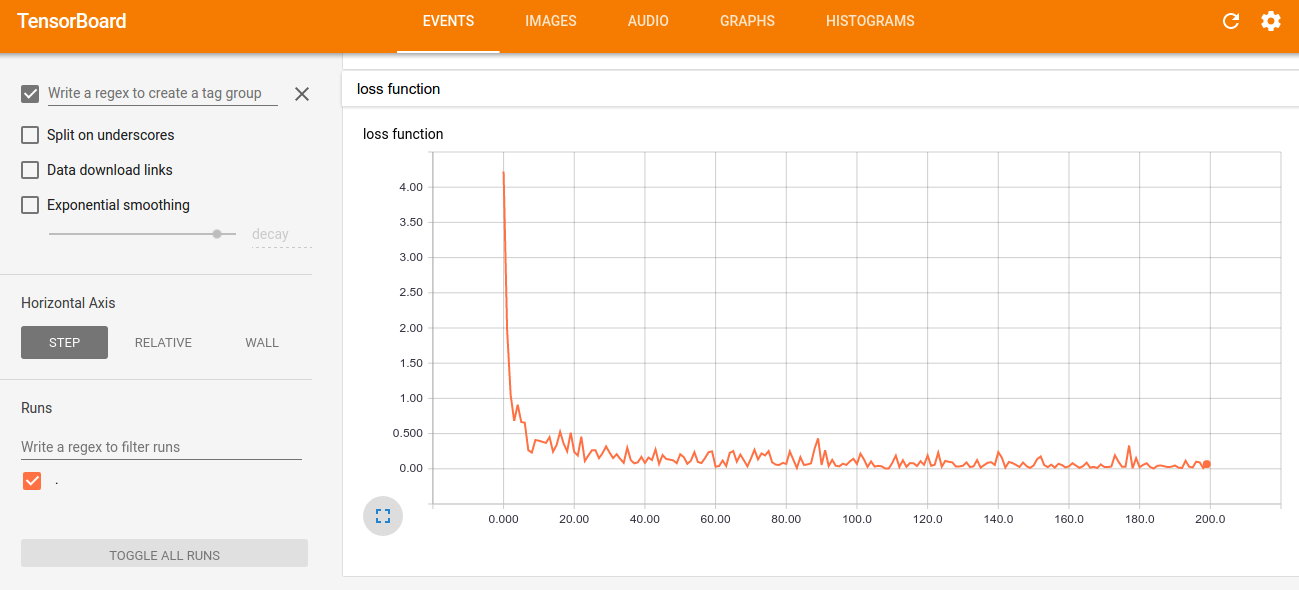 TensorBoard
EVENTS
IMAGES
AUDIO
GRAPHS
HISTOGRAMS
Write a regex to create a tag group
Split on underscores
Data download links
Exponential smoothing
decay
Horizontal Axis
STEP
RELATIVE
WALL
Runs
Write a regex to filter runs
.
TOGGLE ALL RUNS
loss function
loss function
4.00
3.50
3.00
2.50
2.00
1.50
1.00
0.500
0.00
0.000
20.00
40.00
60.00
80.00
100.0
120.0
140.0
160.0
180.0
200.0